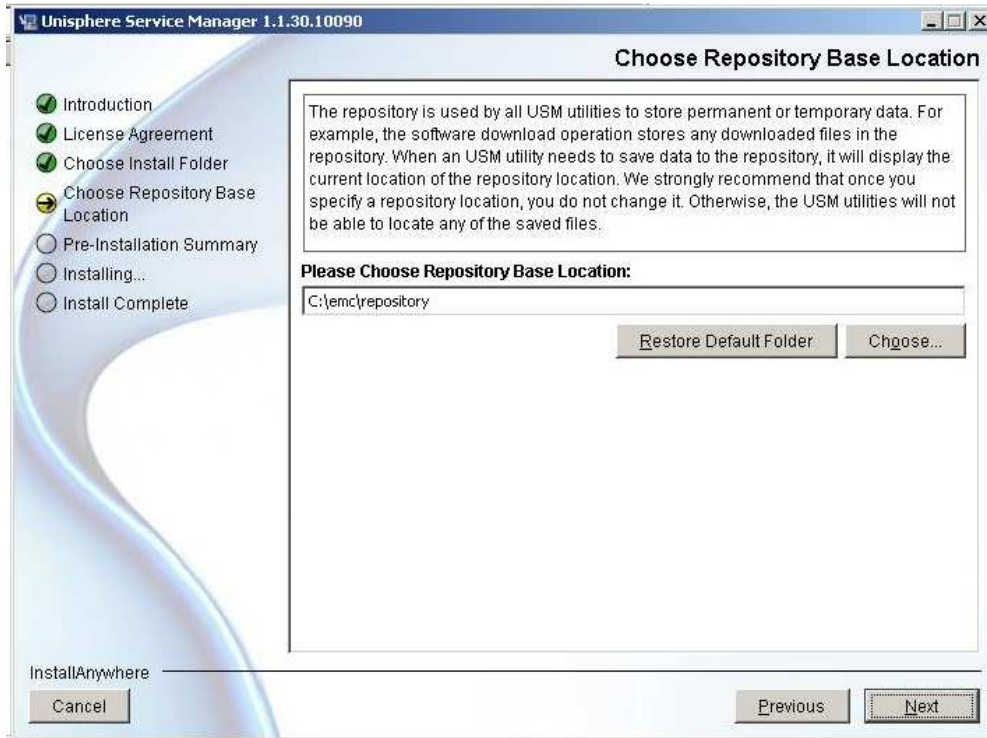 Unisphere Service Manager 1.1.30.10090
Choose Repository Base Location
Introduction
License Agreement
Choose Install Folder
Choose Repository Base
Location
Pre-Installation Summary
Installing...
Install Complete
The repository is used by all USM utilities to store permanent or temporary data. For
example, the software download operation stores any downloaded files in the
repository. When an USM utility needs to save data to the repository, it will display the
current location of the repository location. We strongly recommend that once you
specify a repository location, you do not change it. Otherwise, the USM utilities will not
be able to locate any of the saved files.
Please Choose Repository Base Location:
C:\emc\repository
Restore Default Folder
Choose...
InstallAnywhere
Cancel
Previous
Next